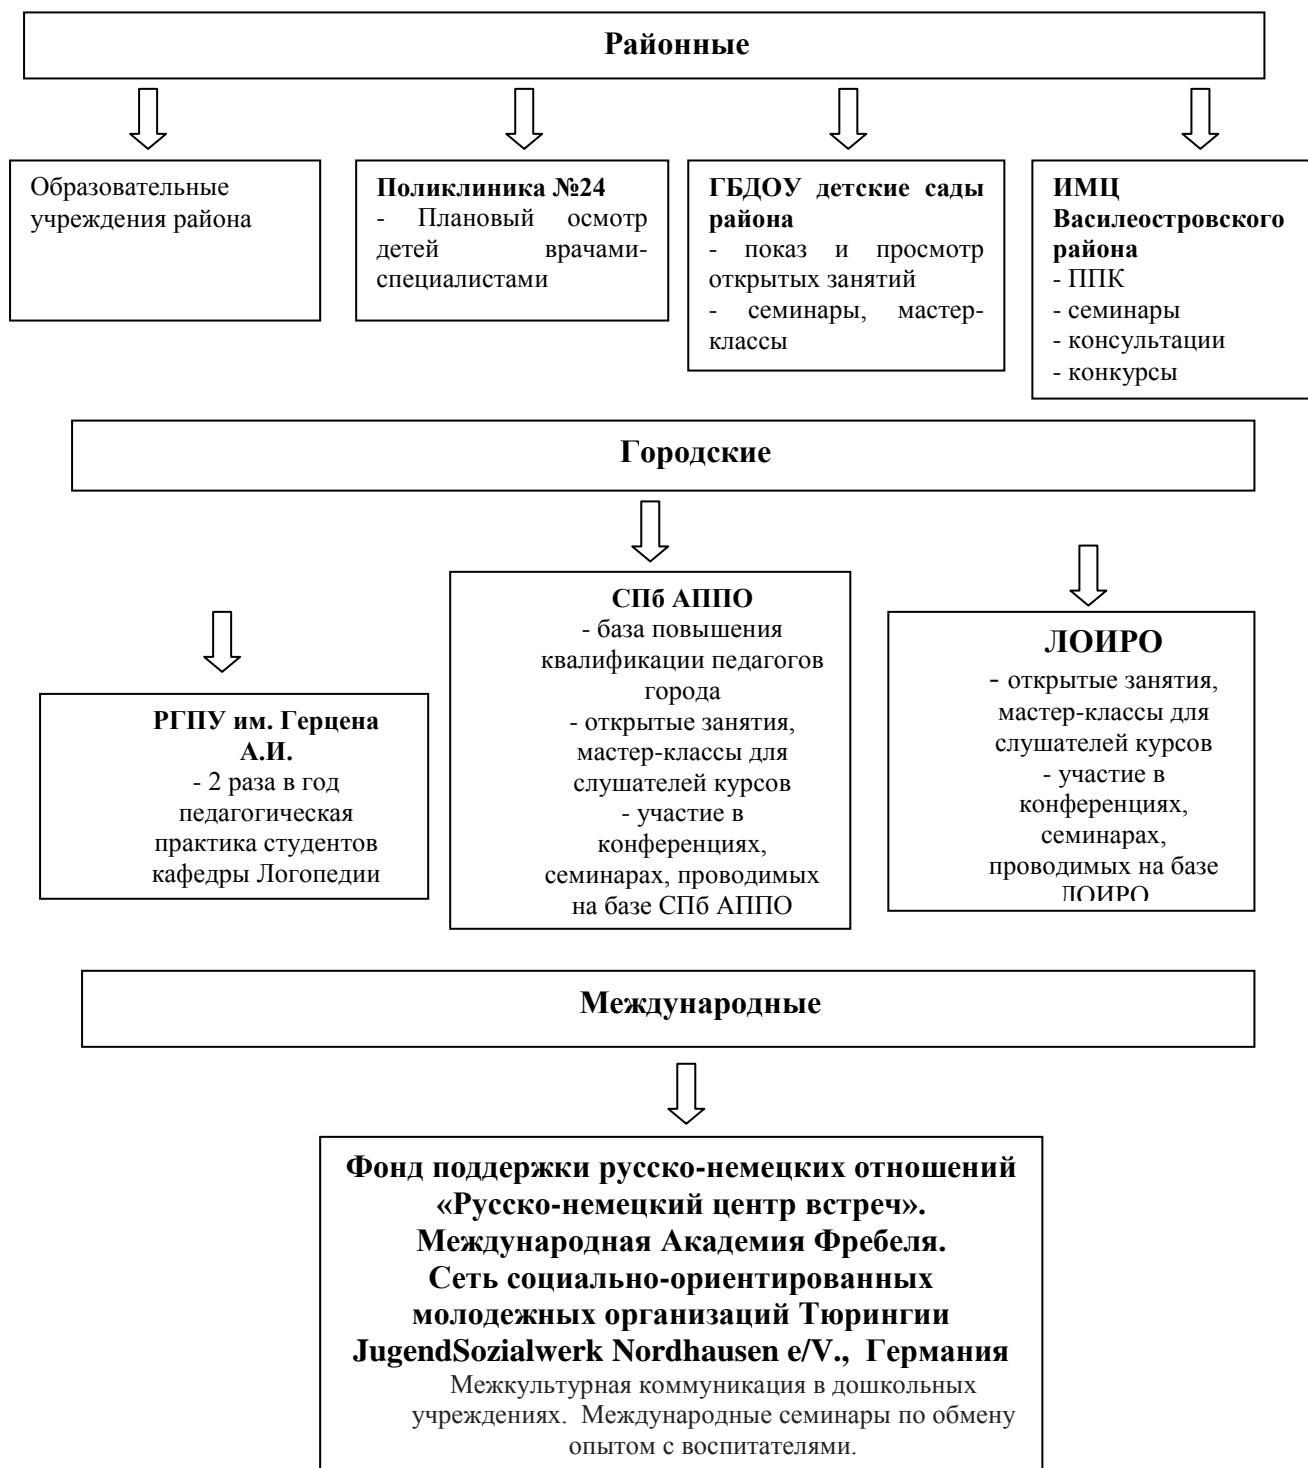 Районные
Образовательные
учреждения района
Поликлиника №24
- Плановый осмотр
детей врачами-
специалистами
ГБДОУ детские сады
района
- показ и просмотр
открытых занятий
- семинары, мастер-
классы
ИМЦ
Василеостровского
района
- ППК
- семинары
- консультации
- конкурсы
Городские
РГПУ им. Герцена
А.И.
- 2 раза в год
педагогическая
практика студентов
кафедры Логопедии
СПб АППО
- база повышения
квалификации педагогов
города
- открытые занятия,
мастер-классы для
слушателей курсов
- участие в
конференциях,
семинарах, проводимых
на базе СПб АППО
ЛОИРО
- открытые занятия,
мастер-классы для
слушателей курсов
- участие в
конференциях,
семинарах,
проводимых на базе
ЛОИРО
Международные
Фонд поддержки русско-немецких отношений
«Русско-немецкий центр встреч».
Международная Академия Фребеля.
Сеть социально-ориентированных
молодежных организаций Тюрингии
JugendSozialwerk Nordhausen e/V., Германия
Межкультурная коммуникация в дошкольных
учреждениях. Международные семинары по обмену
опытом с воспитателями.